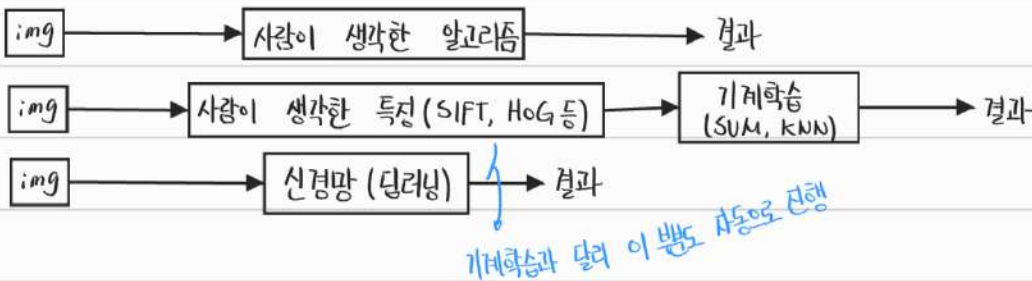 img 사람이 생각한 알고리즘 결과
img 사람이 생각한 특징 (SIFT, HoG 등) 기계학습 결과
(SUM, KNN)
img 신경망 (딥러닝) 결과
기계학습과 달리 이 부분도 자동으로 진행